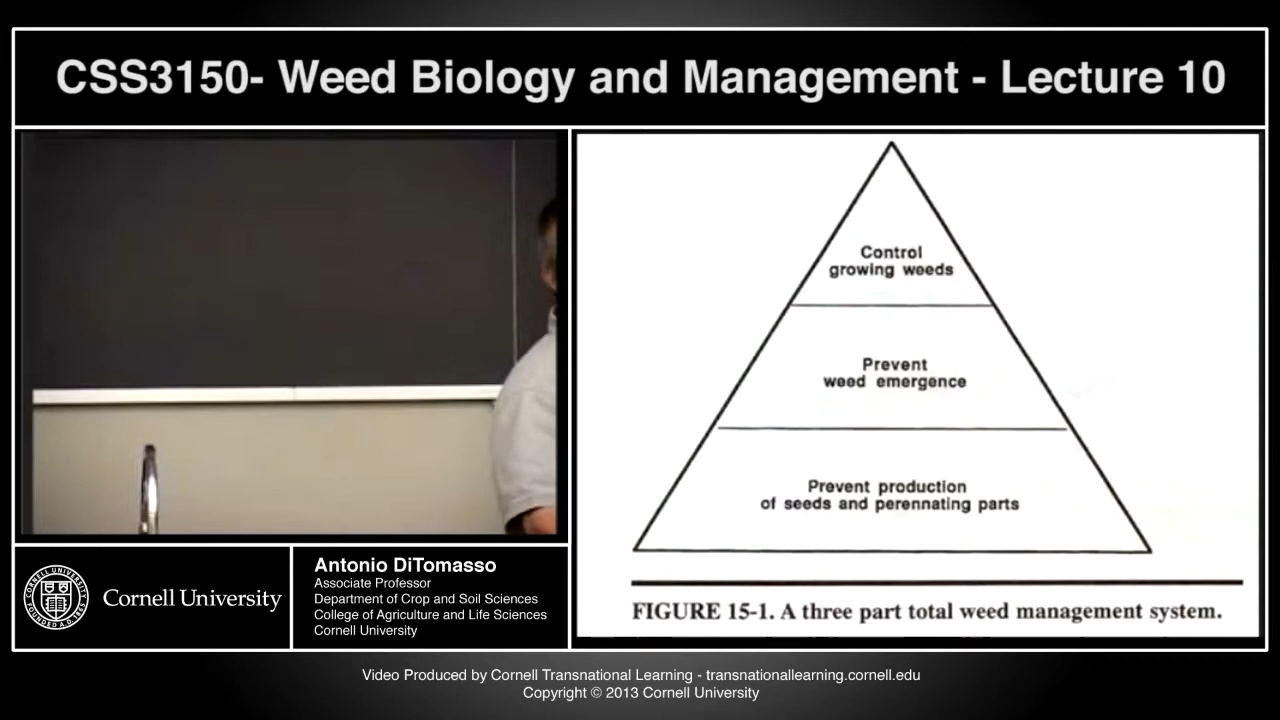 CSS3150- Weed Biology and Management - Lecture 10
Control
growing weeds
Prevent
weed emergence
Prevent production
of seeds and perennating parts
FIGURE 15-1. A three part total weed management system.
Cornell University
Antonio DiTomasso
Associate Professor
Department of Crop and Soil Sciences
College of Agriculture and Life Sciences
Cornell University
Video Produced by Cornell Transnational Learning - transnationallearning.cornell.edu
Copyright © 2013 Cornell University